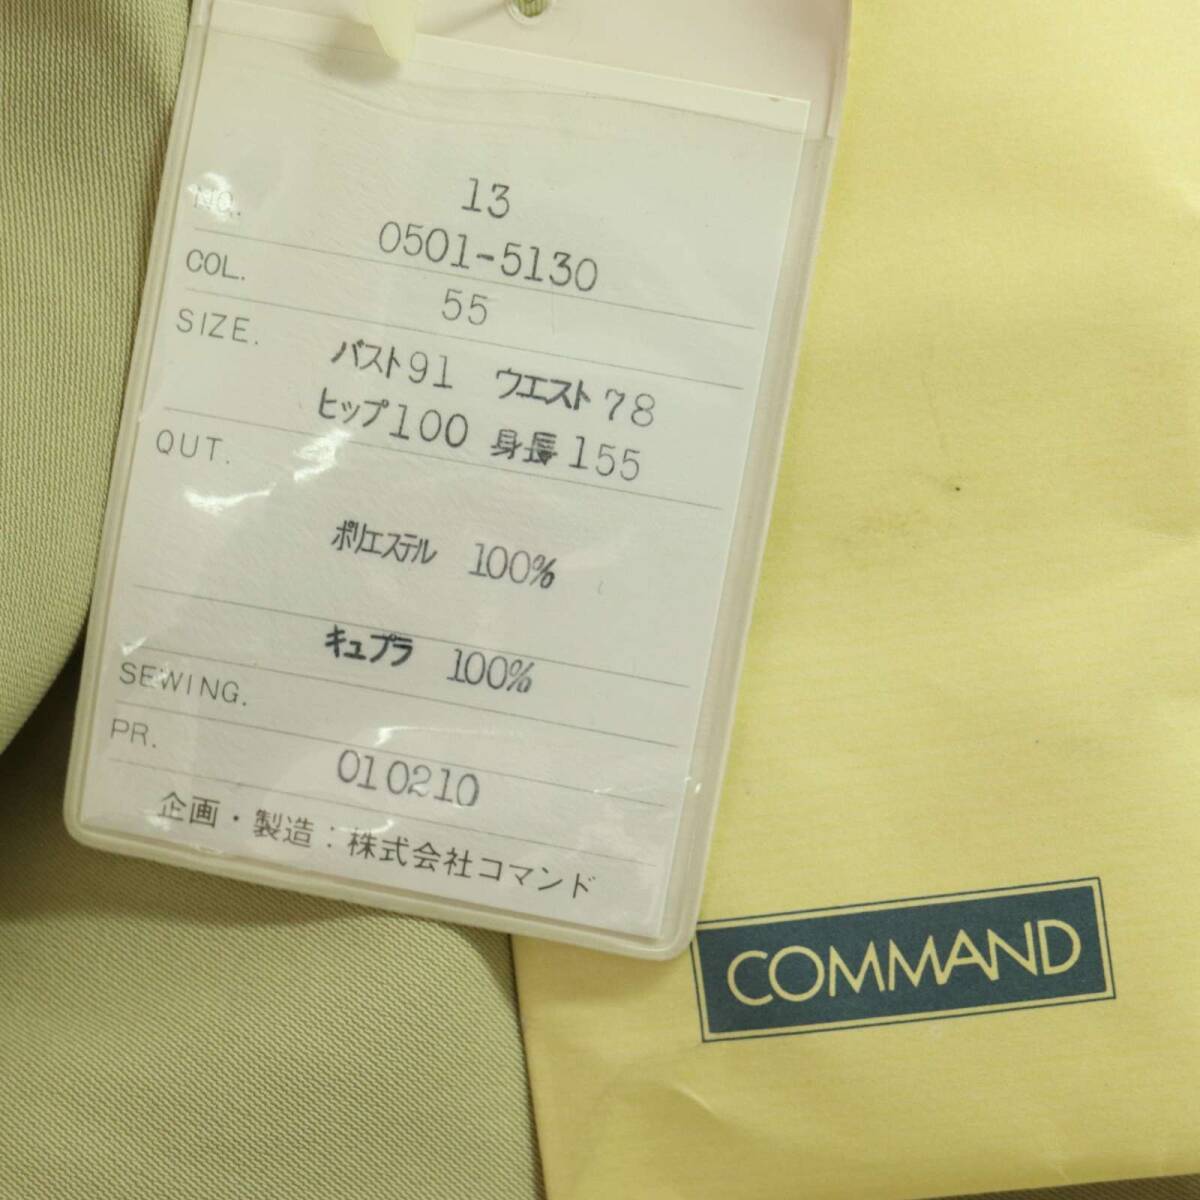 13
NO. 0501-5130
COL. 55
SIZE. バスト91 ウエスト78
ヒップ100 身長155
QUT.
ポリエステル 100%
キュプラ 100%
SEWING.
PR. 010210
企画・製造：株式会社コマンド
COMMAND